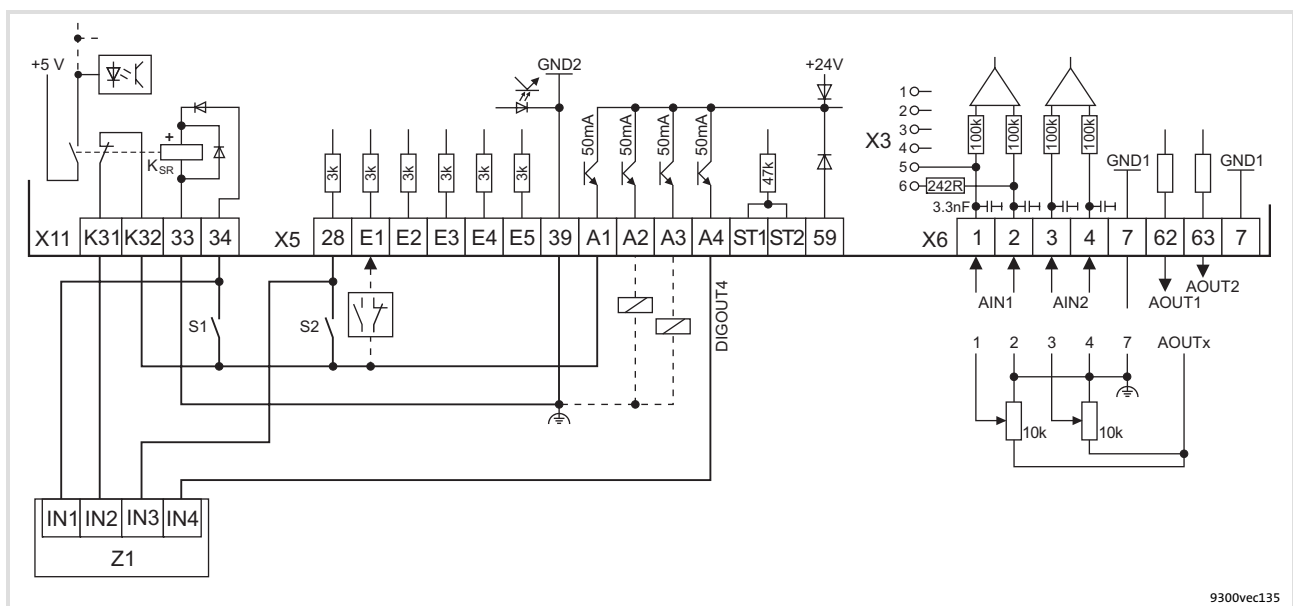 +5 V
GND2
+24V
+
K SR
3k 3k 3k 3k 3k 3k
50mA 50mA 50mA 50mA
47k
X3
1
2
3
4
5
6
242R
3.3nF
100k 100k 100k 100k
GND1
GND1
X11 K31 K32 33 34
X5 28 E1 E2 E3 E4 E5 39 A1 A2 A3 A4 ST1 ST2 59
X6 1 2 3 4 7 62 63 7
S1
S2
DIGOUT4
AIN1 AIN2 AOUT1 AOUT2
1 2 3 4 7 AOUTx
10k 10k
IN1 IN2 IN3 IN4
Z1
9300vec135